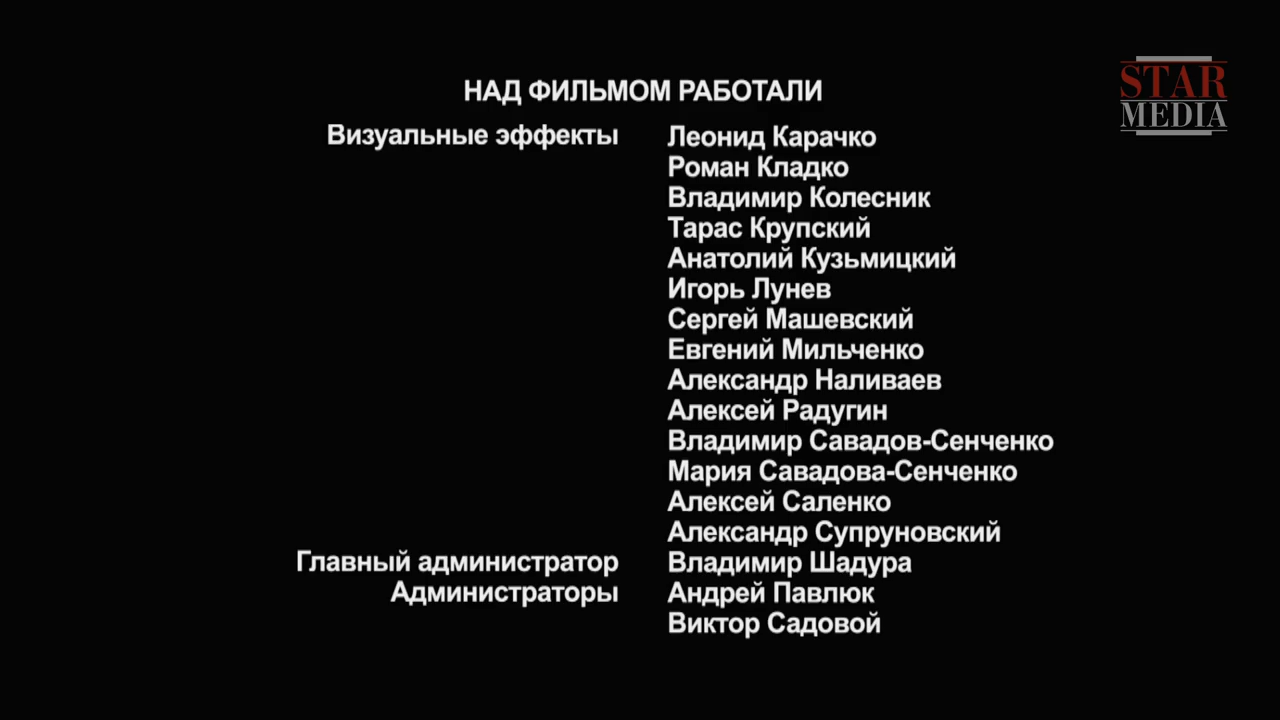 НАД ФИЛЬМОМ РАБОТАЛИ
STAR
MEDIA
Визуальные эффекты Леонид Карачко
Роман Кладко
Владимир Колесник
Тарас Крупский
Анатолий Кузьмицкий
Игорь Лунев
Сергей Машевский
Евгений Мильченко
Александр Наливаев
Алексей Радугин
Владимир Савадов-Сенченко
Мария Савадова-Сенченко
Алексей Саленко
Александр Супруновский
Главный администратор Владимир Шадура
Администраторы Андрей Павлюк
Виктор Садовой